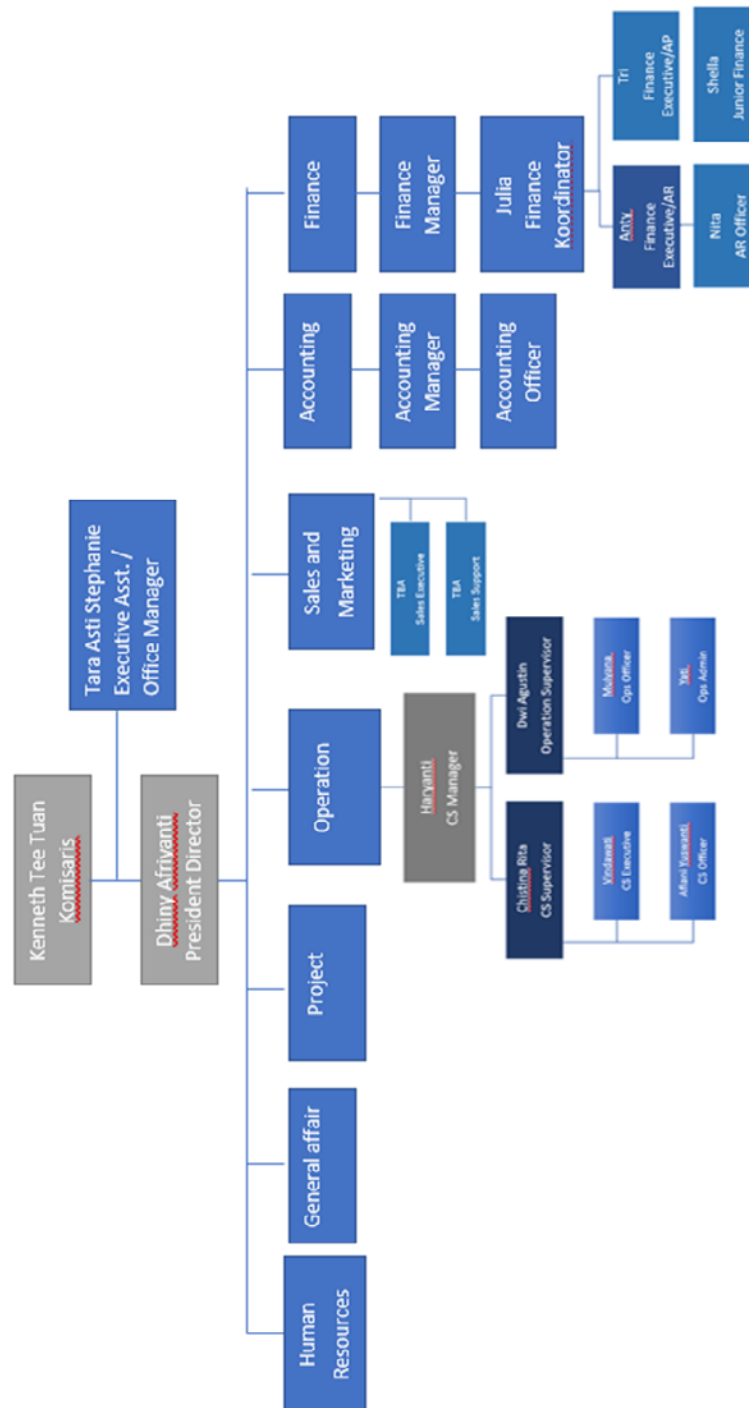 Kenneth Tee Tuan
Komisaris
Tara Asti Stephanie
Executive Asst. /
Office Manager
Dhiny Afriyanti
President Director
Human
Resources
General affair
Project
Operation
Sales and
Marketing
Accounting
Finance
Haryanti
CS Manager
TBA
Sales Executive
TBA
Sales Support
Accounting
Manager
Finance
Manager
Accounting
Officer
Julia
Finance
Koordinator
Chistina Rita
CS Supervisor
Dwi Agustin
Operation Supervisor
Vindawati
CS Executive
Mulyana
Ops Officer
Afiani Yuswanti
CS Officer
Yati
Ops Admin
Anty
Finance
Executive/AR
Tri
Finance
Executive/AP
Nita
AR Officer
Shella
Junior Finance